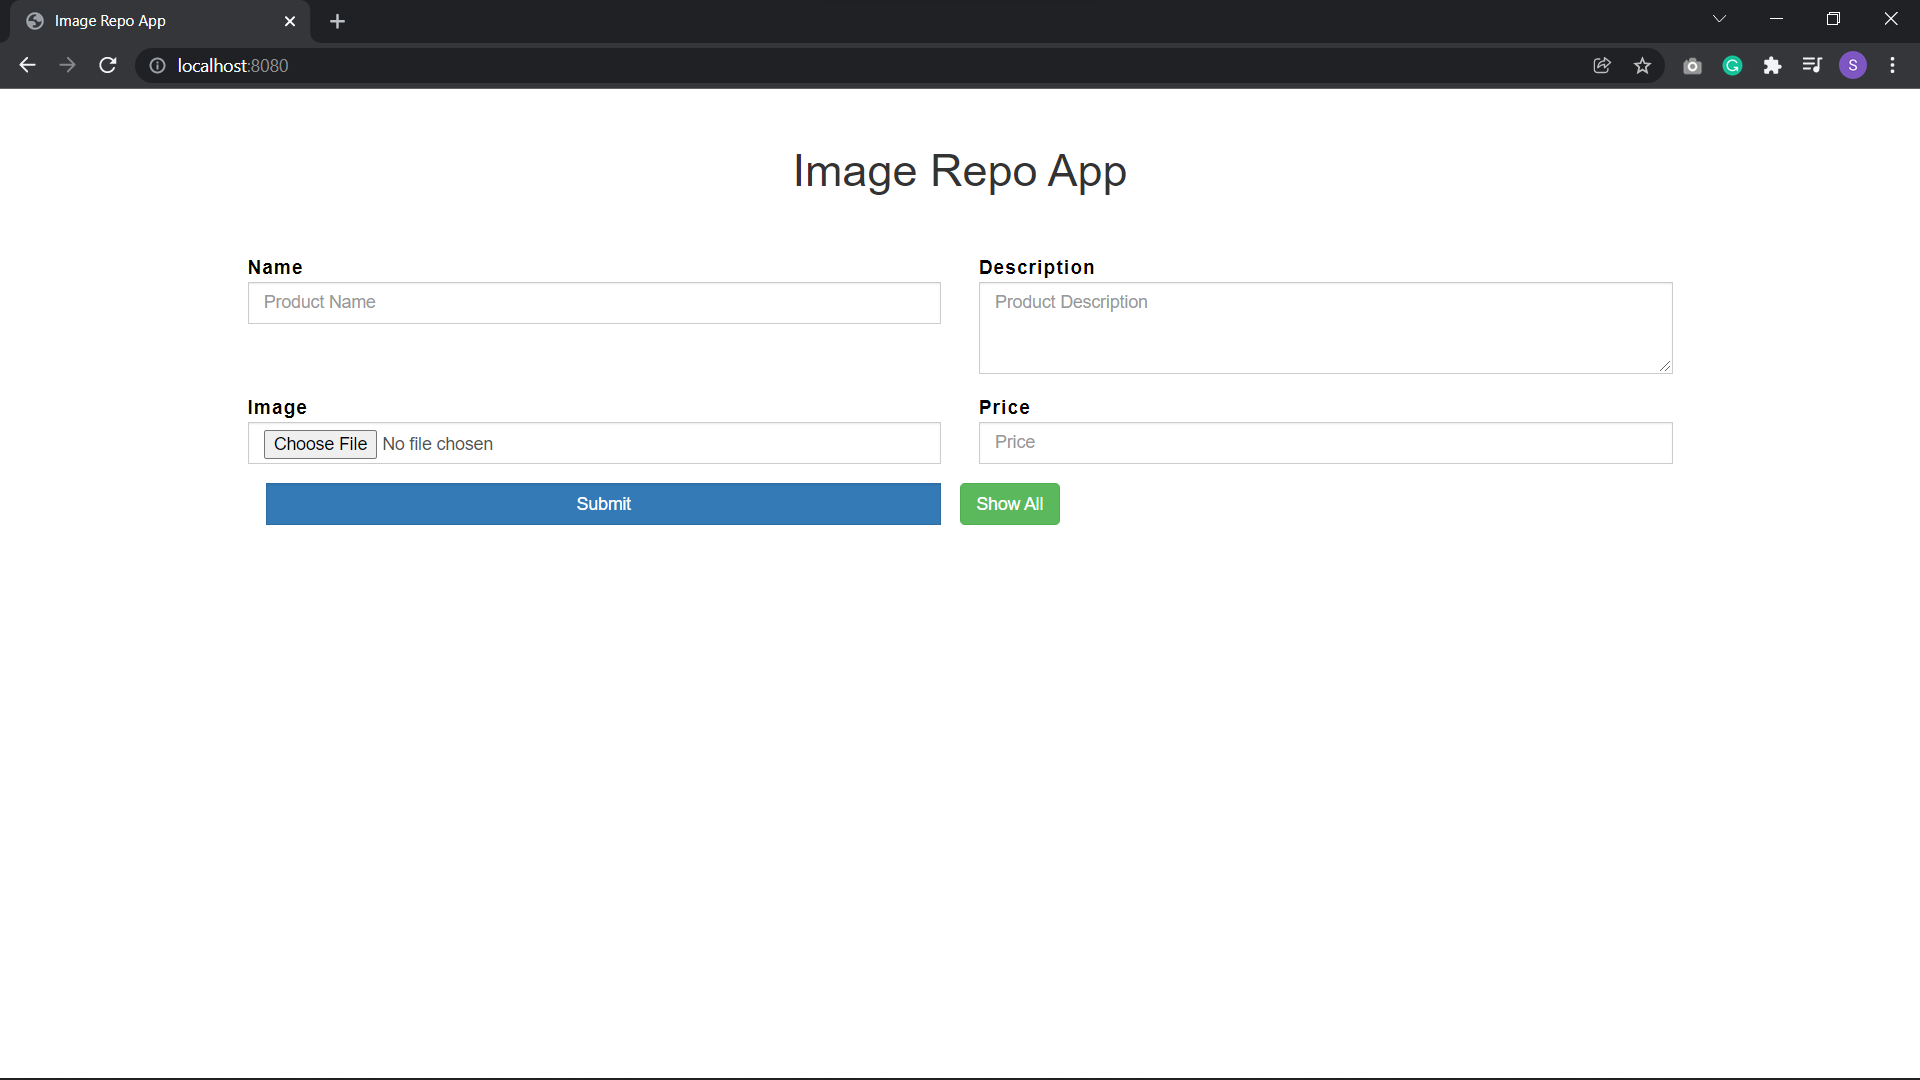 Image Repo App
localhost:8080
S
Image Repo App
Name
Description
Product Name
Product Description
Image
Price
Choose File No file chosen
Price
Submit
Show All